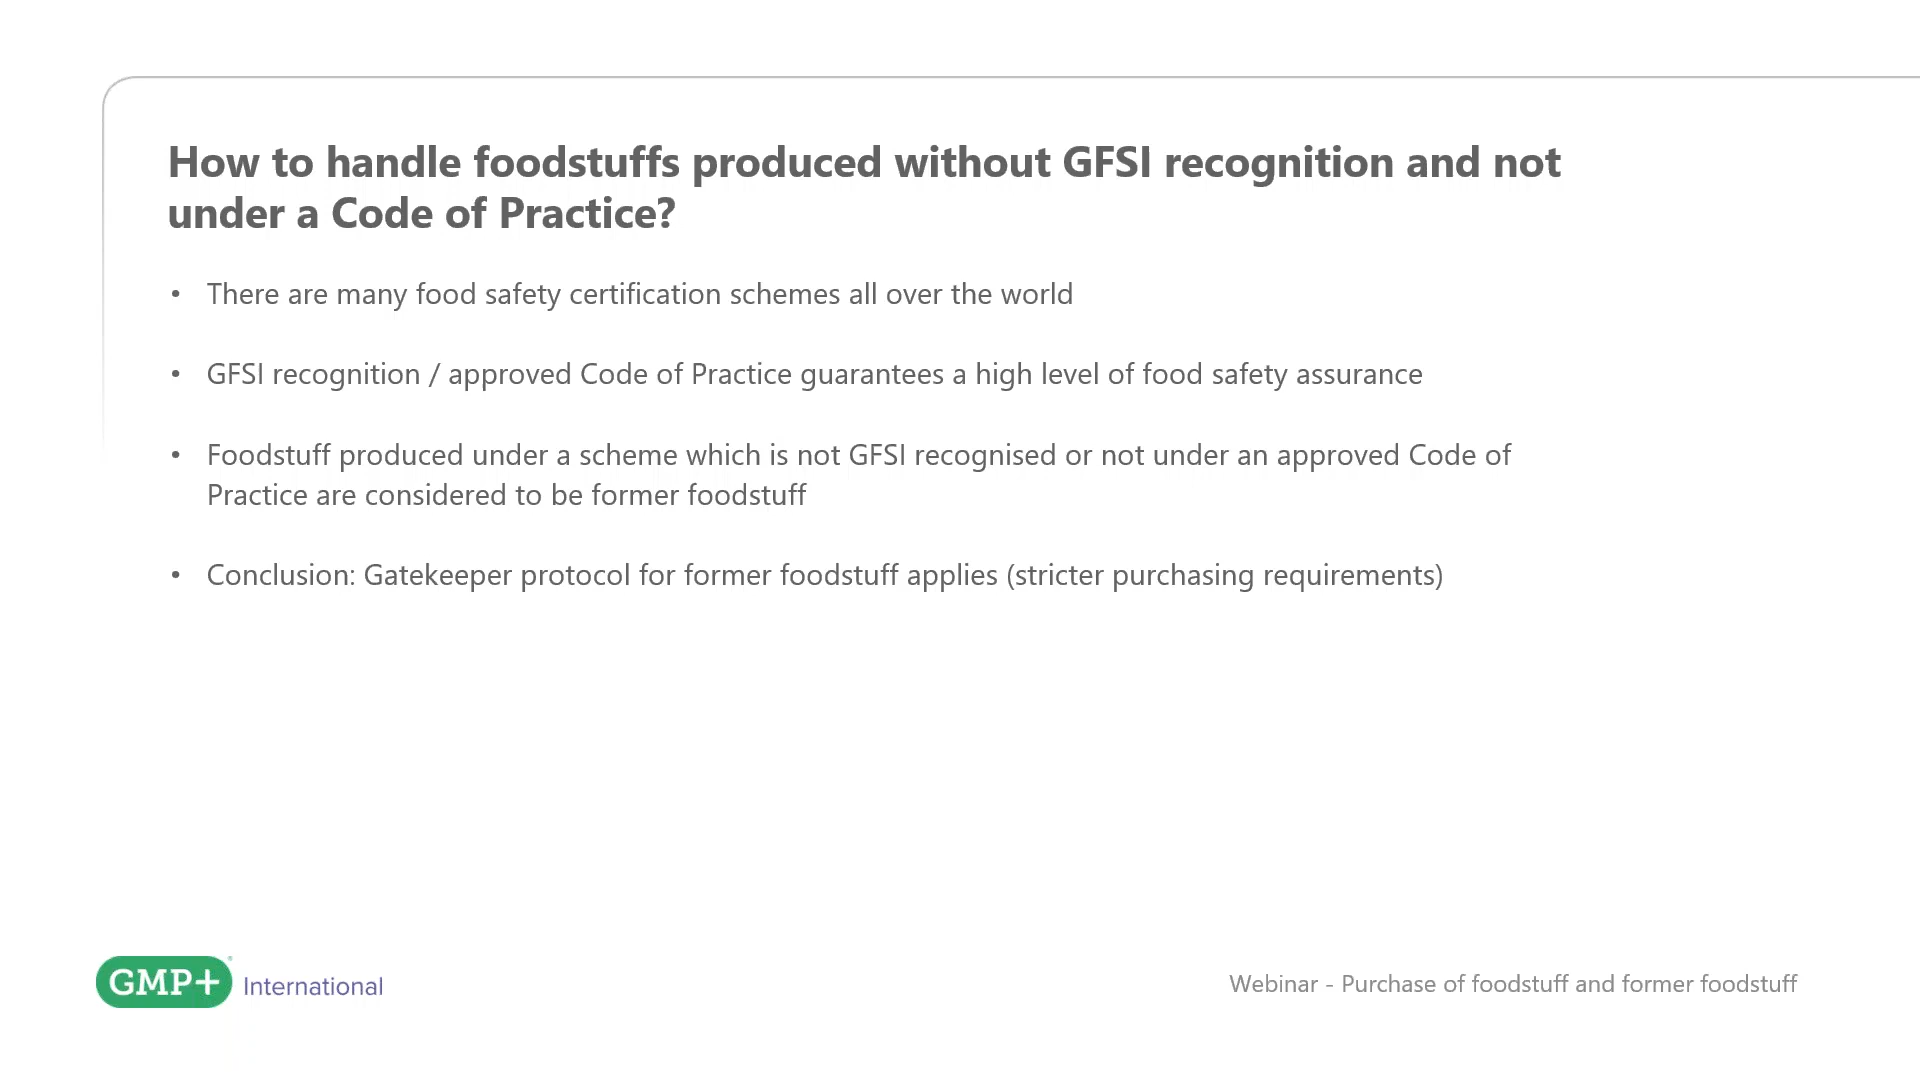 How to handle foodstuffs produced without GFSI recognition and not
under a Code of Practice?
• There are many food safety certification schemes all over the world
• GFSI recognition / approved Code of Practice guarantees a high level of food safety assurance
• Foodstuff produced under a scheme which is not GFSI recognised or not under an approved Code of
Practice are considered to be former foodstuff
• Conclusion: Gatekeeper protocol for former foodstuff applies (stricter purchasing requirements)
GMP+ International
Webinar - Purchase of foodstuff and former foodstuff